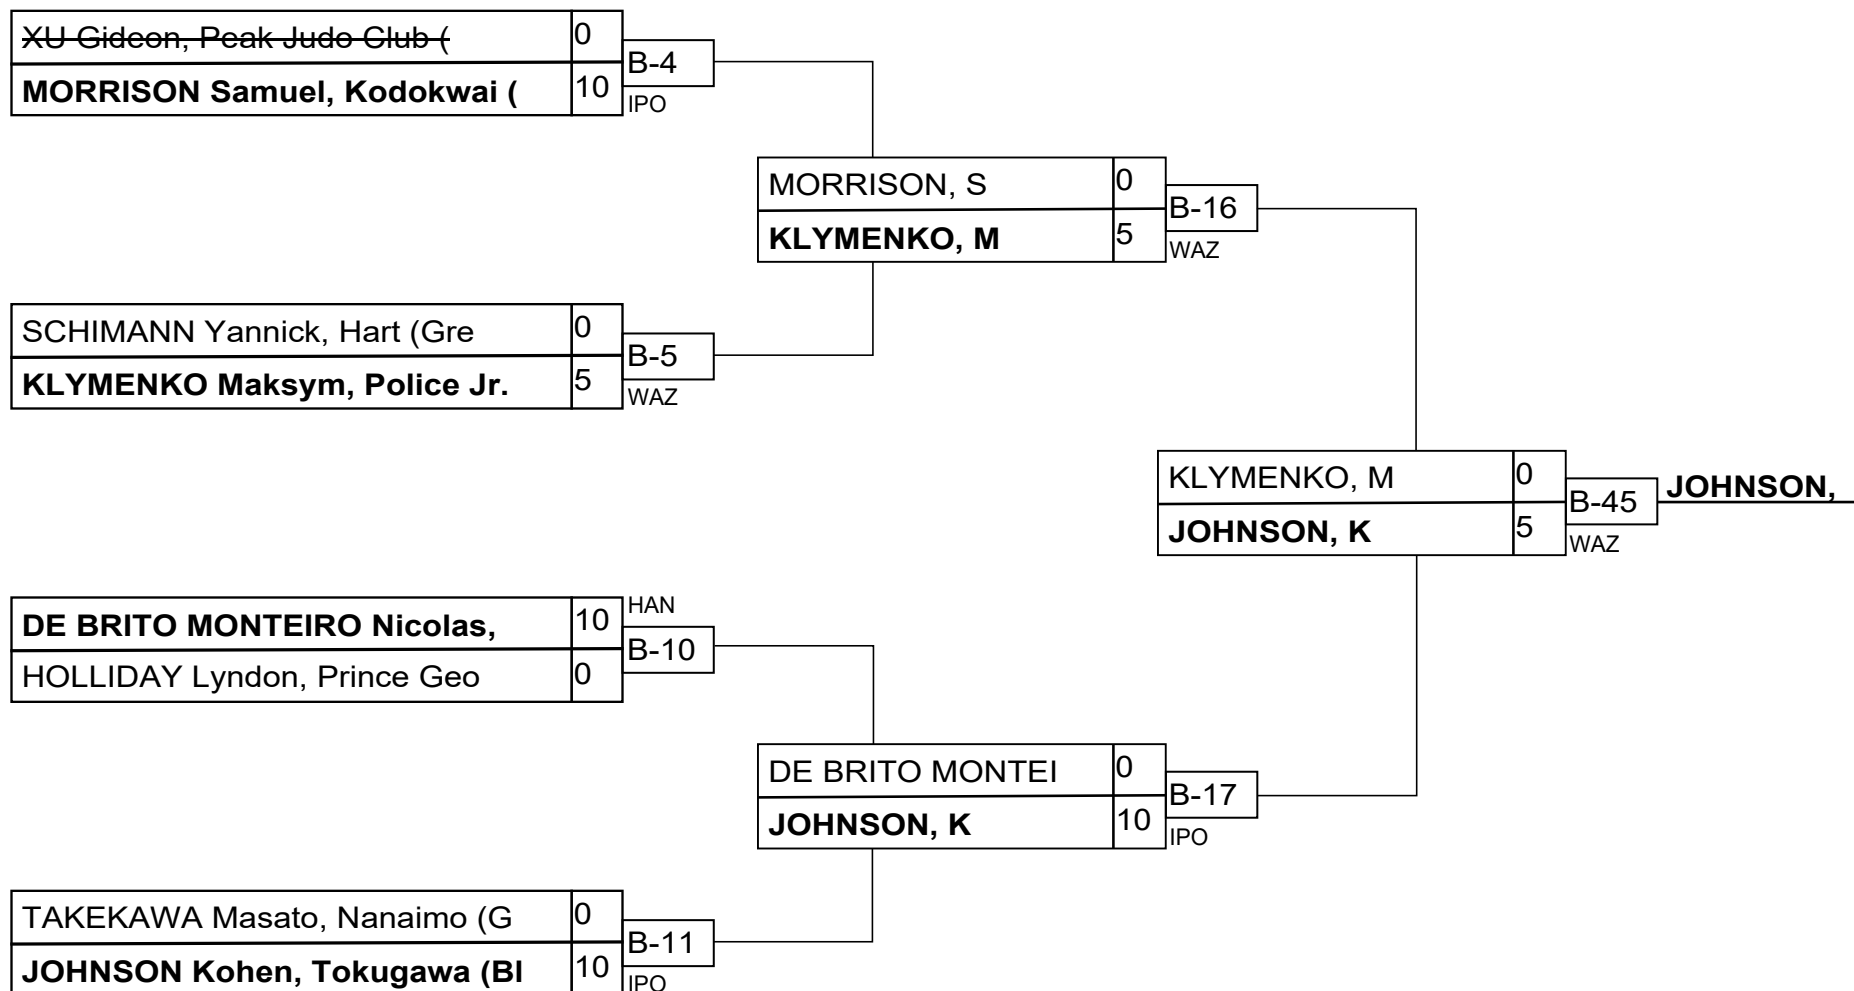 XU Gideon, Peak Judo Club (
0
B-4
MORRISON Samuel, Kodokwai (
10
IPO
MORRISON, S
0
B-16
KLYMENKO, M
5
WAZ
SCHIMANN Yannick, Hart (Gre
0
B-5
KLYMENKO Maksym, Police Jr.
5
WAZ
KLYMENKO, M
0
B-45
JOHNSON,
JOHNSON, K
5
WAZ
DE BRITO MONTEIRO Nicolas,
10
HAN
B-10
HOLLIDAY Lyndon, Prince Geo
0
DE BRITO MONTEI
0
B-17
JOHNSON, K
10
IPO
TAKEKAWA Masato, Nanaimo (G
0
B-11
JOHNSON Kohen, Tokugawa (Bl
10
IPO